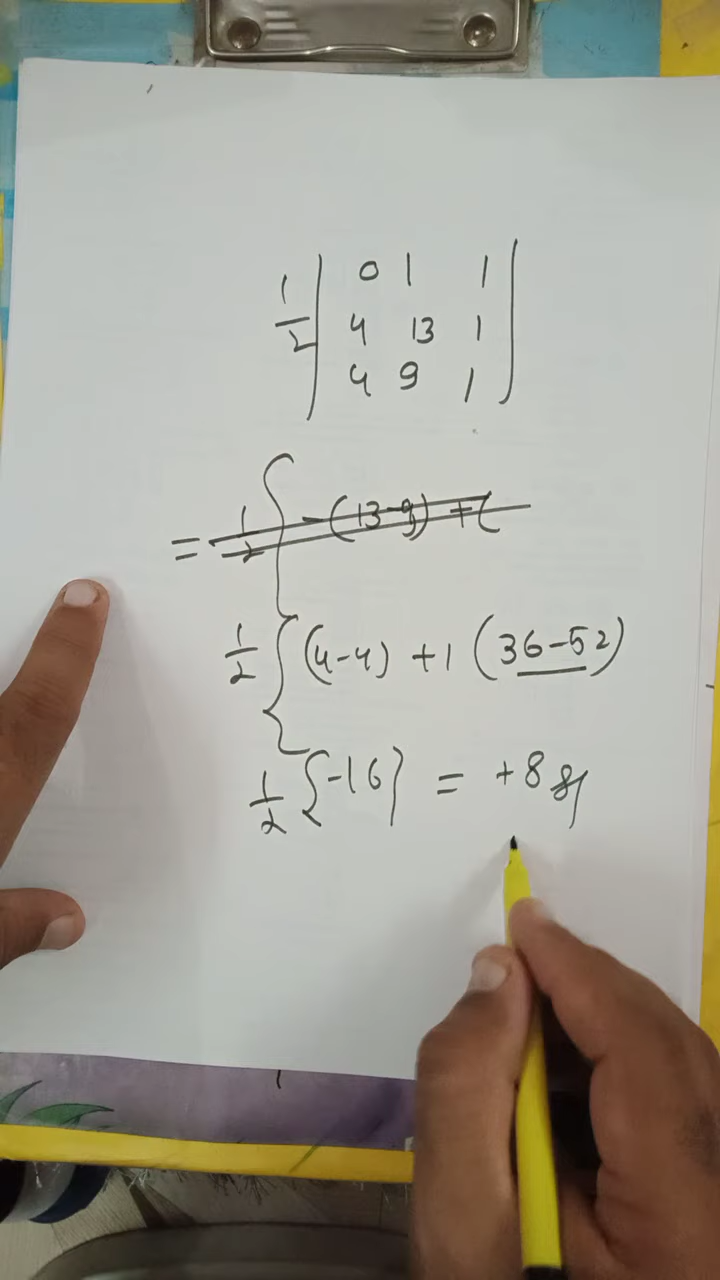 1/2 | 0 1 1 |
| 4 13 1 |
| 4 9 1 |
= 1/2 { -(13-9) + (
1/2 { (4-4) + 1 (36-52)
1/2 {-16} = +8